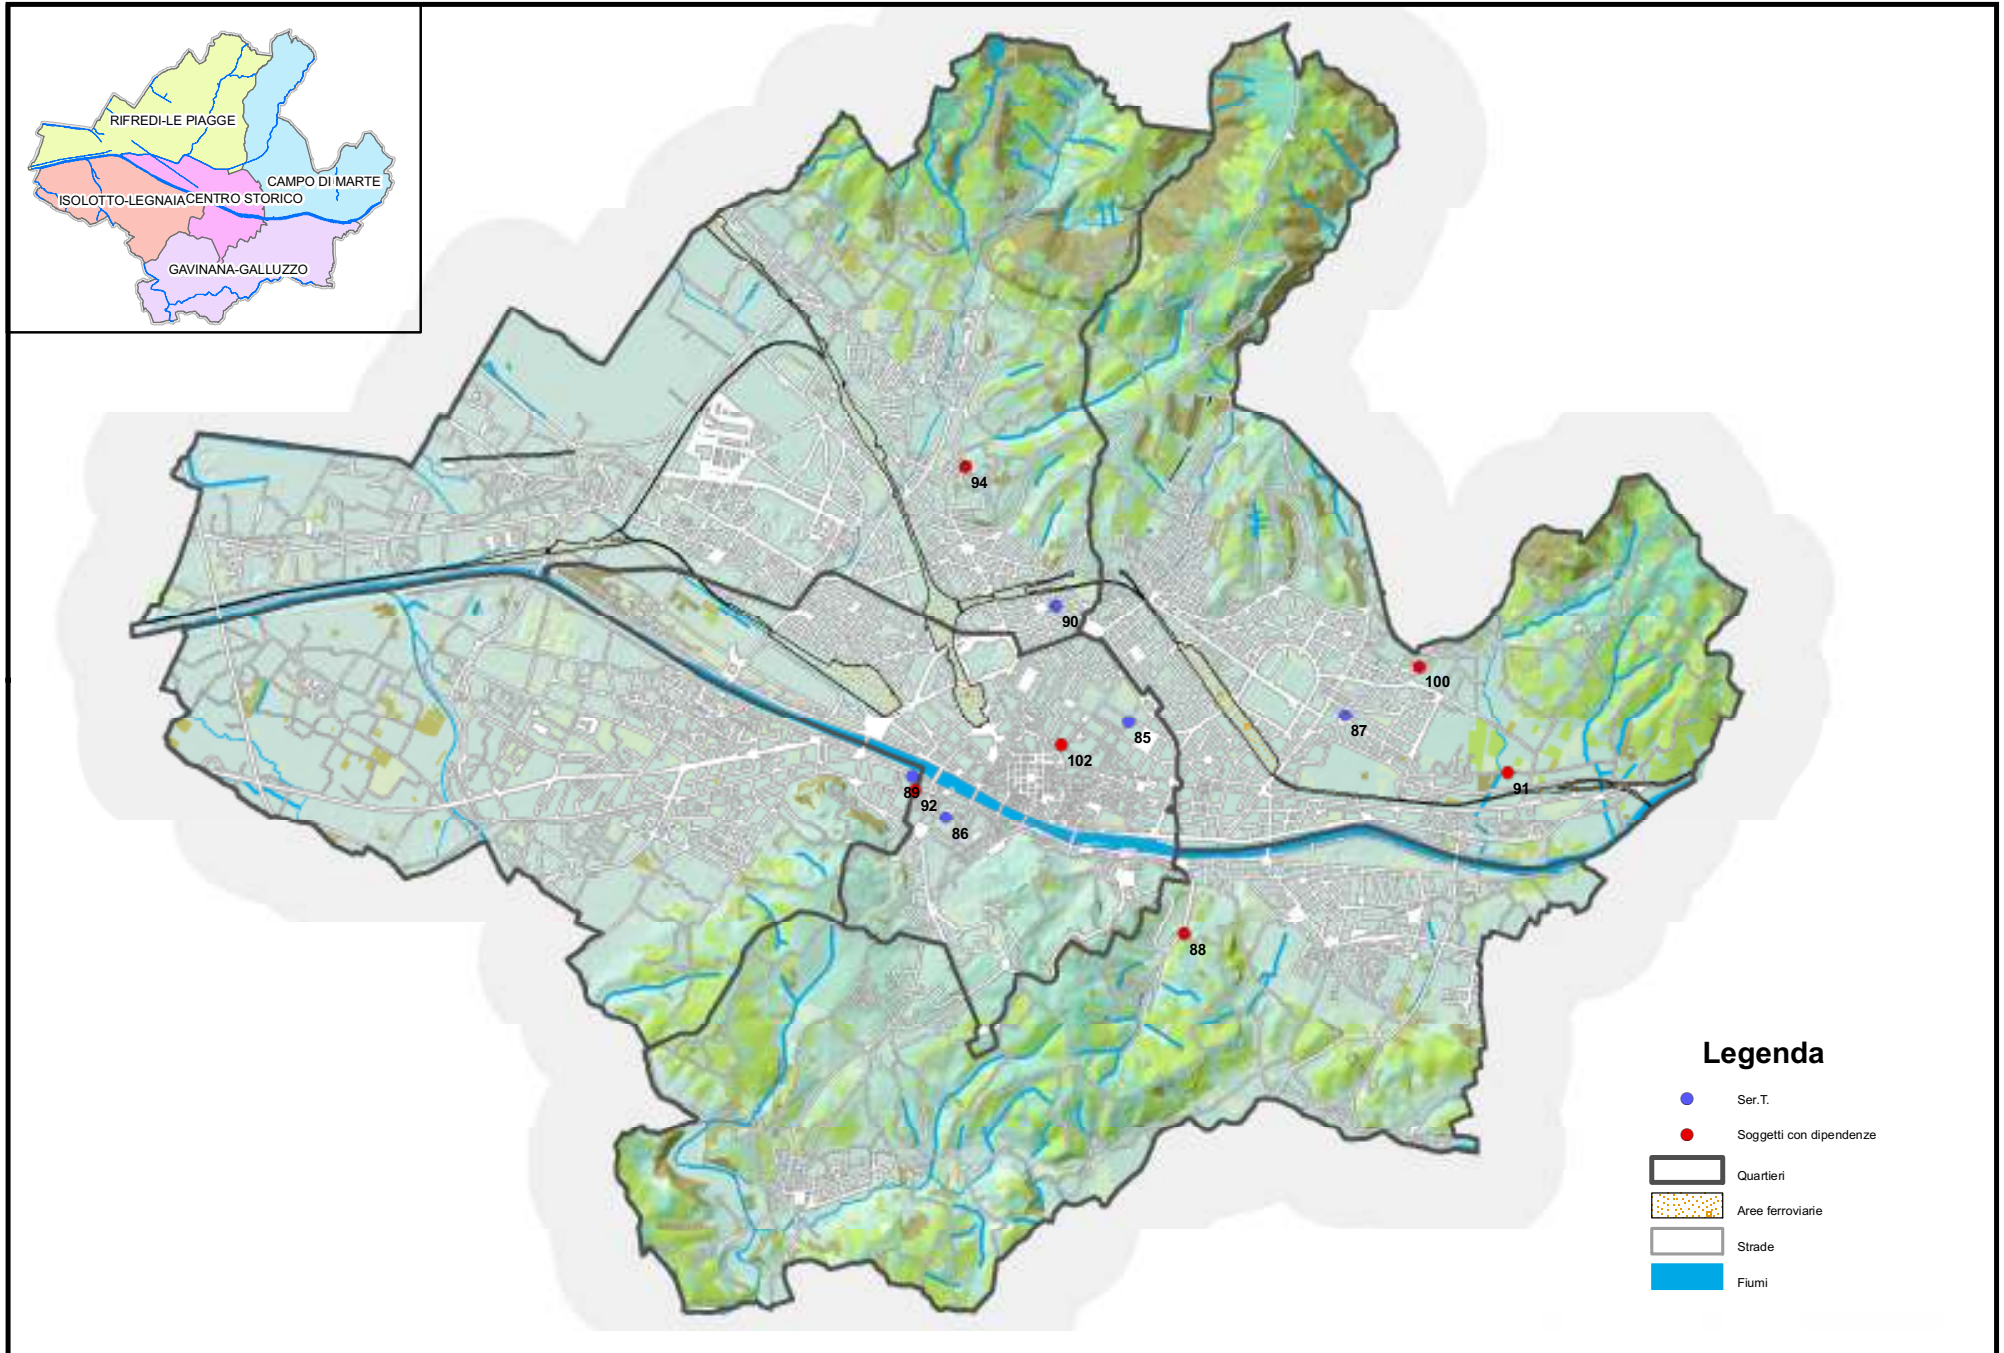 RIFREDI-LE PIAGGE
CAMPO DI MARTE
ISOLOTTO-LEGNAIA
CENTRO STORICO
GAVINANA-GALLUZZO
94
90
100
85
87
102
91
89
92
86
88
Legenda
Ser.T.
Soggetti con dipendenze
Quartieri
Aree ferroviarie
Strade
Fiumi